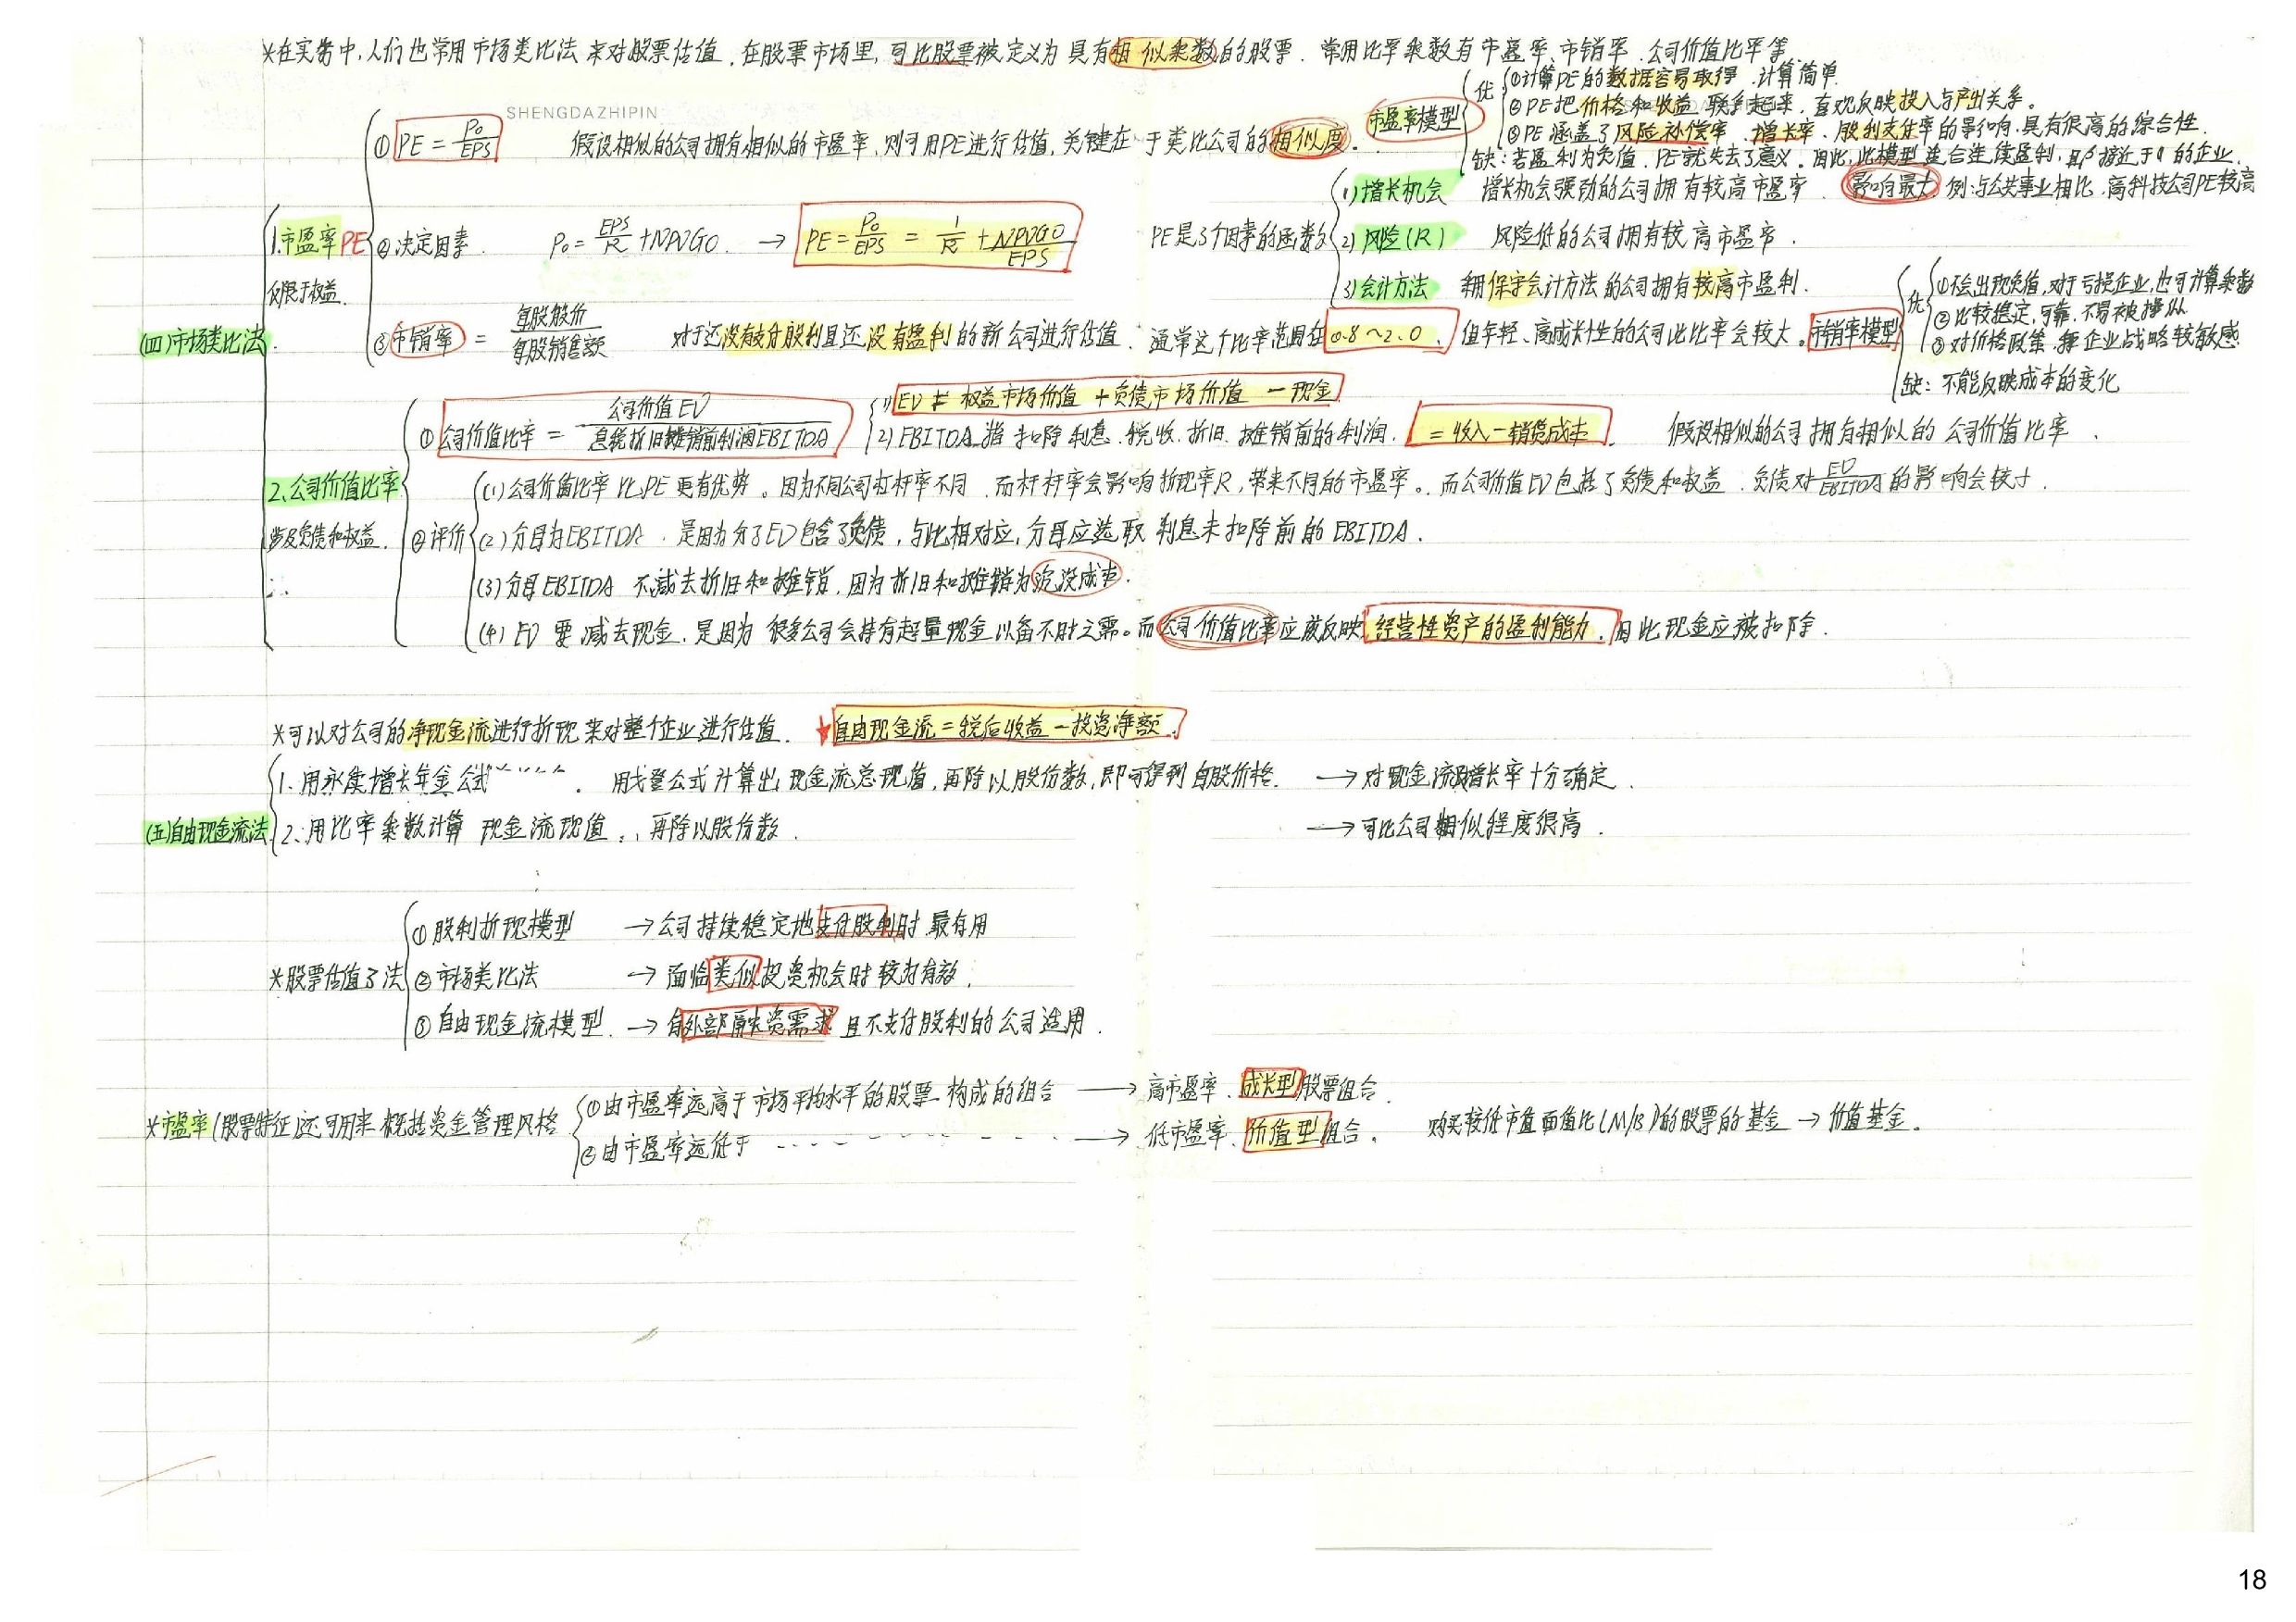 *在实务中,人们也常用市场类比法来对股票估值.在股票市场里,可比股票被定义为具有相似乘数的股票.常用比率乘数有市盈率、市销率、公司价值比率等
SHENGDAZHIPIN
(四)市场类比法
1.市盈率PE
仅限于权益.
① PE = P₀/EPS 假设相似的公司拥有相似的市盈率,则可用PE进行估值,关键在于类比公司的相似度.
市盈率模型
优 ①计算PE的数据容易取得.计算简单.
②PE把价格和收益联系起来.直观反映投入与产出关系。
③PE涵盖了风险补偿率、增长率、股利支付率的影响,具有很高的综合性.
缺:若盈利为负值,PE就失去了意义。因此,此模型适合连续盈利,且β接近于1的企业.
②决定因素. P₀ = EPS/R + NPVGO. → PE = P₀/EPS = 1/R + NPVGO/EPS
PE是3个因素的函数
1)增长机会 增长机会强劲的公司拥有较高市盈率. 影响最大 例:与公共事业相比,高科技公司PE较高
2)风险(R) 风险低的公司拥有较高市盈率.
3)会计方法 采用保守会计方法的公司拥有较高市盈利.
③市销率 = 每股股价/每股销售额 对于还没有支付股利且还没有盈利的新公司进行估值. 通常这个比率范围在0.8~2.0. 但年轻、高成长性的公司此比率会较大。
市销率模型
优 ①不会出现负值,对于亏损企业,也可计算乘数
②比较稳定,可靠,不易被操纵
③对价格政策、企业战略较敏感
缺:不能反映成本的变化
2.公司价值比率
涉及负债和权益.
① 公司价值比率 = 公司价值EV/息税折旧摊销前利润EBITDA
1) EV = 权益市场价值 + 负债市场价值 - 现金
2) EBITDA指扣除利息、税收、折旧、摊销前的利润. = 收入-销货成本. 假设相似的公司拥有相似的公司价值比率.
②评价
(1)公司价值比率比PE更有优势。因为不同公司杠杆率不同,而杠杆率会影响折现率R,带来不同的市盈率。而公司价值EV包括了负债和权益.负债对EV/EBITDA的影响会较小.
(2)分母为EBITDA.是因为分子EV包含了负债,与此相对应,分母应选取利息未扣除前的EBITDA.
(3)分母EBITDA不减去折旧和摊销,因为折旧和摊销为沉没成本.
(4) EV要减去现金.是因为很多公司会持有超量现金以备不时之需。而公司价值比率应该反映经营性资产的盈利能力.因此现金应被扣除.
*可以对公司的净现金流进行折现来对整个企业进行估值. 自由现金流=税后收益-投资净额.
(五)自由现金流法
1.用永续增长年金公式. 用戈登公式计算出现金流总现值,再除以股份数,即可得到每股价格. →对现金流及增长率十分确定.
2.用比率乘数计算现金流现值.,再除以股份数. →可比公司相似程度很高.
*股票估值方法
①股利折现模型 →公司持续稳定地支付股利时最有用
②市场类比法 →面临类似投资机会时较为有效.
③自由现金流模型. →有外部融资需求且不支付股利的公司适用.
*市盈率(股票特征)还可用来概括资金管理风格
①由市盈率远高于市场平均水平的股票构成的组合 → 高市盈率、成长型股票组合.
②由市盈率远低于 ------ → 低市盈率、价值型组合。 购买较低市值面值比(M/B)的股票的基金→价值基金。
18